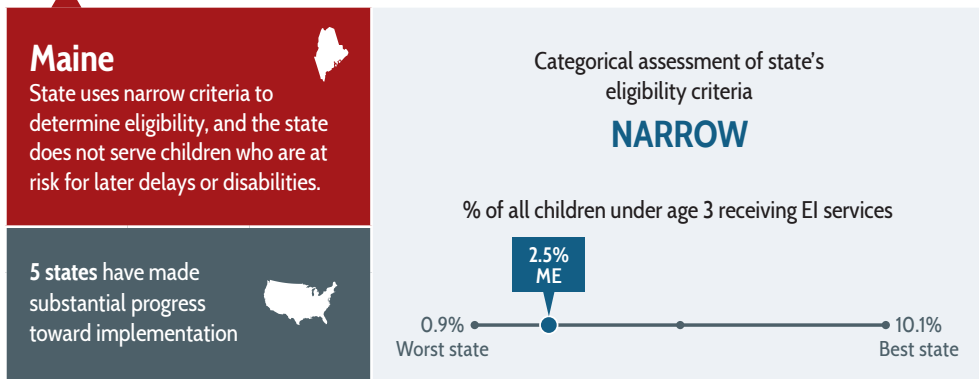 Maine
State uses narrow criteria to
determine eligibility, and the state
does not serve children who are at
risk for later delays or disabilities.
5 states have made
substantial progress
toward implementation
Categorical assessment of state’s
eligibility criteria
NARROW
% of all children under age 3 receiving EI services
2.5%
ME
0.9%
Worst state
10.1%
Best state